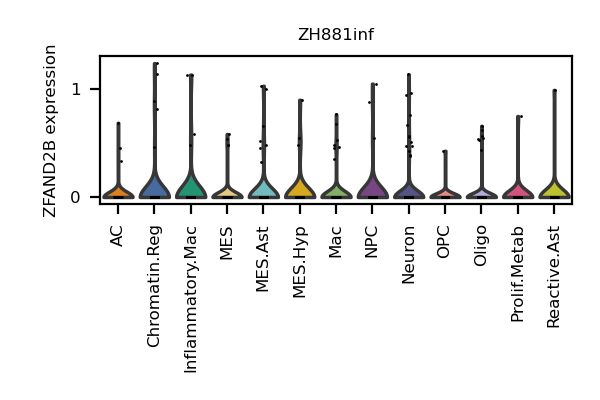 ZH881inf
ZFAND2B expression
1
0
AC
Chromatin.Reg
Inflammatory.Mac
MES
MES.Ast
MES.Hyp
Mac
NPC
Neuron
OPC
Oligo
Prolif.Metab
Reactive.Ast